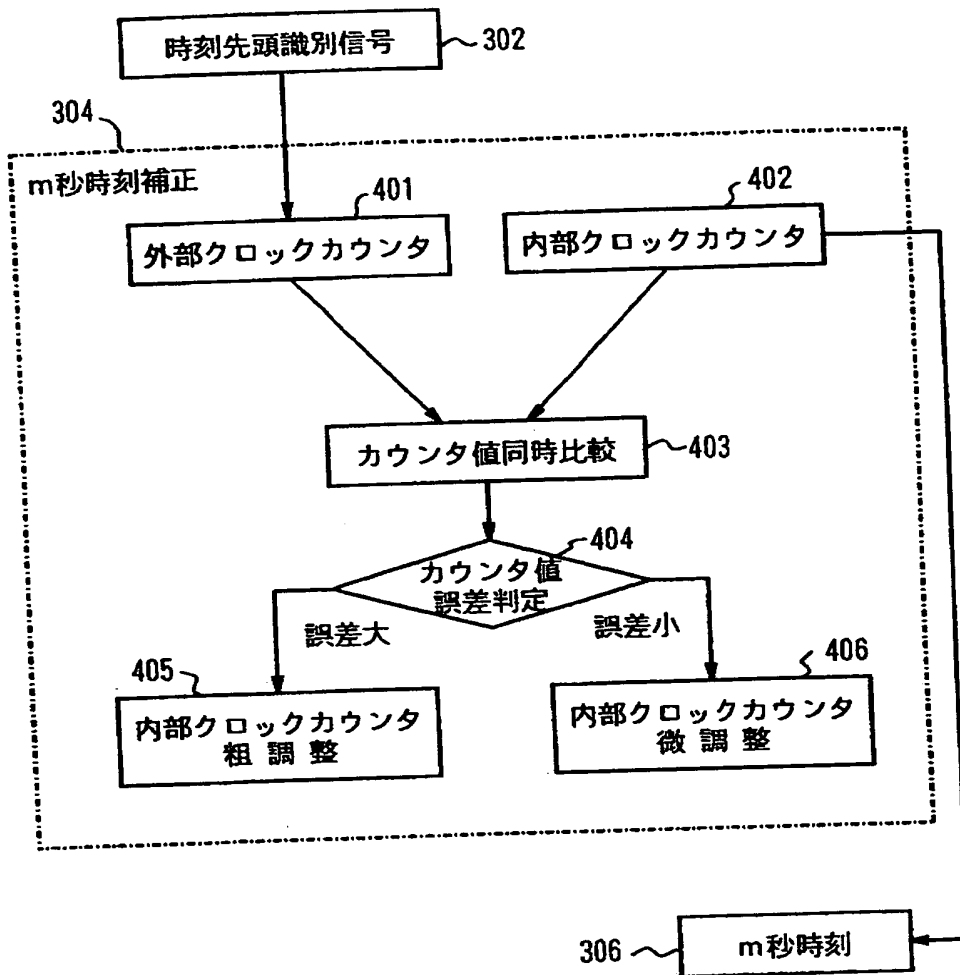 時刻先頭識別信号
302
304
m秒時刻補正
401
外部クロックカウンタ
402
内部クロックカウンタ
カウンタ値同時比較
403
404
カウンタ値
誤差判定
誤差大
誤差小
405
内部クロックカウンタ
粗調整
406
内部クロックカウンタ
微調整
306
m秒時刻